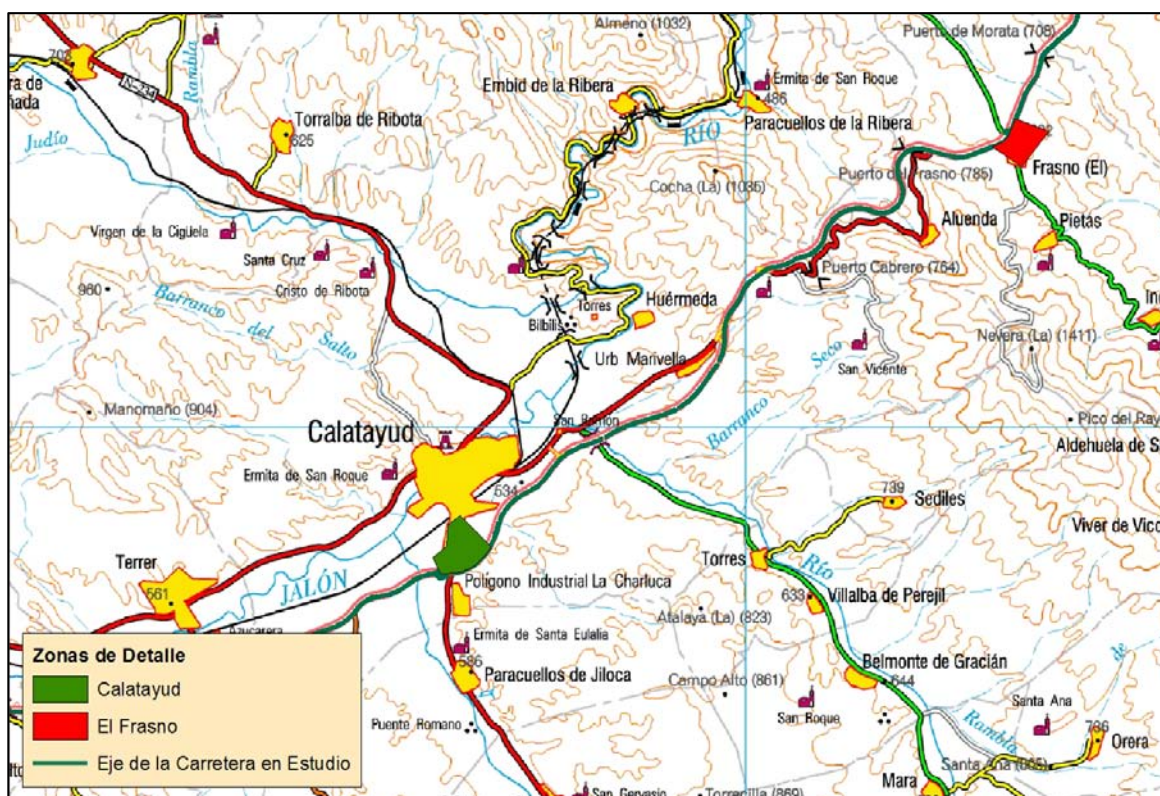 Almeno (1032)
Puerto de Morata (708)
Rambla
N-234
Embid de la Ribera
Ermita de San Roque
486
Torralba de Ribota
625
RÍO
Paracuellos de la Ribera
Judío
Cocha (La) (1035)
Puerto del Frasno (785)
Frasno (El)
Virgen de la Cigüela
Aluenda
Pietas
Santa Cruz
Cristo de Ribota
Puerto Cabrero (764)
980
Barranco del Salto
Torres
Huérmeda
Bilbilis
Nevera (La) (1411)
Urb Marivella
Seco
San Vicente
Manomaño (904)
Barranco
Pico del Ray
San Ramon
Calatayud
Aldehuela de S
Ermita de San Roque
534
739
Sediles
Viver de Vico
Terrer
Torres
Río
561
JALÓN
Polígono Industrial La Charluca
633
Villalba de Perejil
Atalaya (La) (823)
Azucarera
Ermita de Santa Eulalia
Zonas de Detalle
Calatayud
El Frasno
Eje de la Carretera en Estudio
586
Paracuellos de Jiloca
Belmonte de Gracián
644
de
Campo Alto (861)
San Roque
Santa Ana
Puente Romano
Rambla
786
Orera
Santa Ana (805)
Mara
San Gervasio
Torrecilla (869)